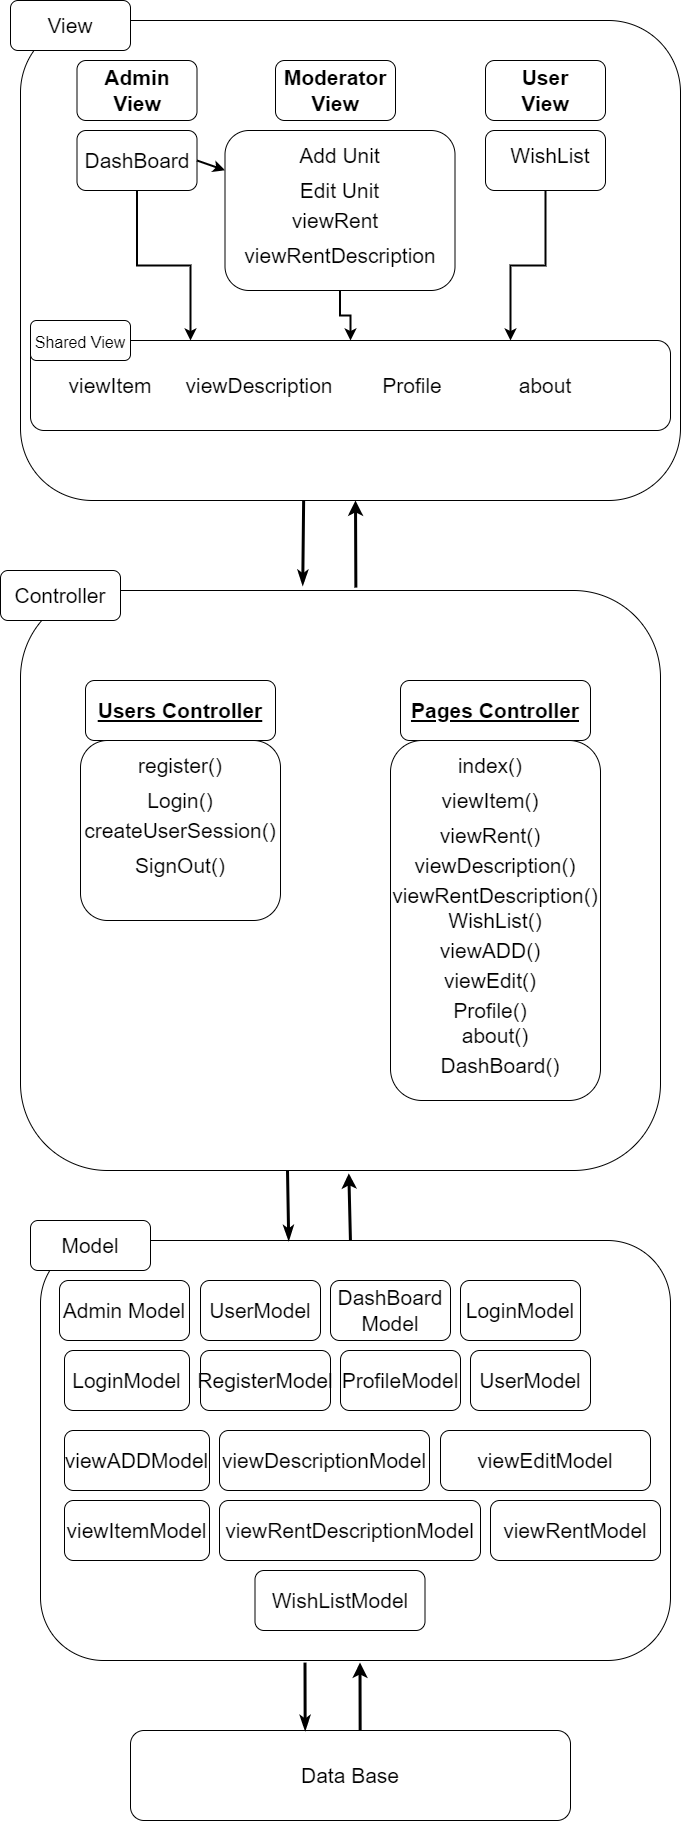 View
Admin
View
Moderator
View
User
View
DashBoard
Add Unit
Edit Unit
viewRent
viewRentDescription
WishList
Shared View
viewItem viewDescription Profile about
Controller
Users Controller
register()
Login()
createUserSession()
SignOut()
Pages Controller
index()
viewItem()
viewRent()
viewDescription()
viewRentDescription()
WishList()
viewADD()
viewEdit()
Profile()
about()
DashBoard()
Model
Admin Model
UserModel
DashBoard
Model
LoginModel
LoginModel
RegisterModel
ProfileModel
UserModel
viewADDModel
viewDescriptionModel
viewEditModel
viewItemModel
viewRentDescriptionModel
viewRentModel
WishListModel
Data Base